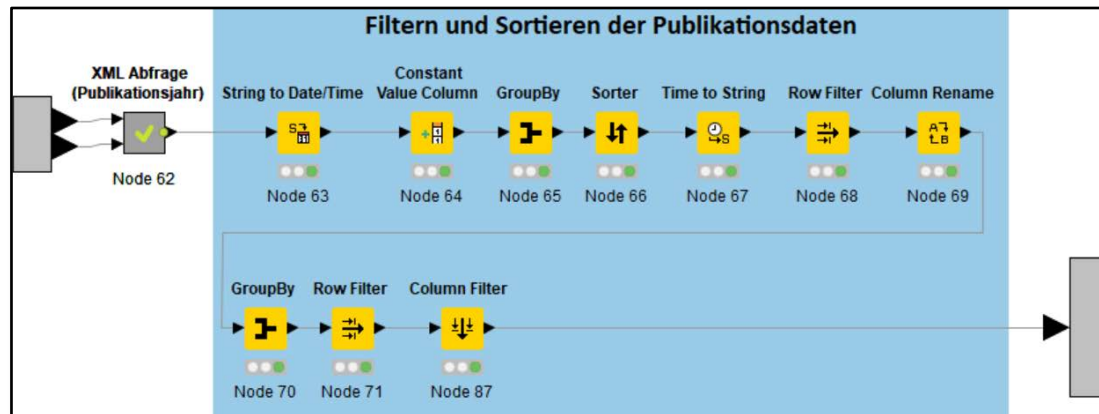 Filtern und Sortieren der Publikationsdaten
XML Abfrage
(Publikationsjahr)
Node 62
String to Date/Time
Node 63
Constant
Value Column
Node 64
GroupBy
Node 65
Sorter
Node 66
Time to String
Node 67
Row Filter
Node 68
Column Rename
Node 69
GroupBy
Node 70
Row Filter
Node 71
Column Filter
Node 87